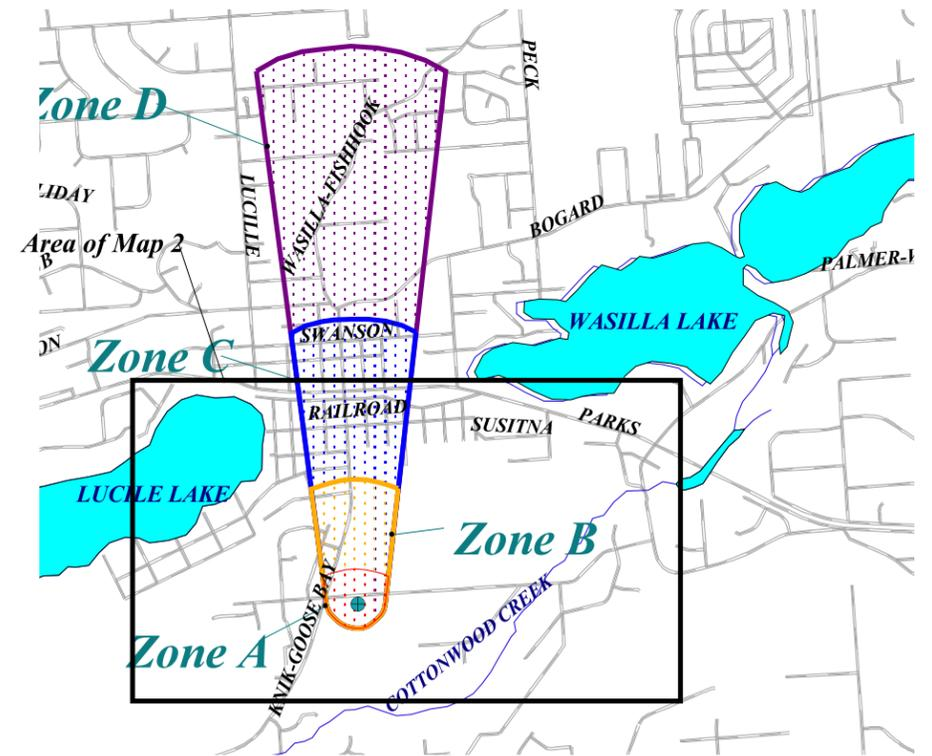 PECK
Zone D
LIDAY
LUCILLE
WASILLA-FISHHOOK
BOGARD
Area of Map 2
B
PALMER-W
ON
SWANSON
WASILLA LAKE
Zone C
RAILROAD
SUSITNA
PARKS
LUCILE LAKE
Zone B
KNIK-GOOSE BAY
COTTONWOOD CREEK
Zone A